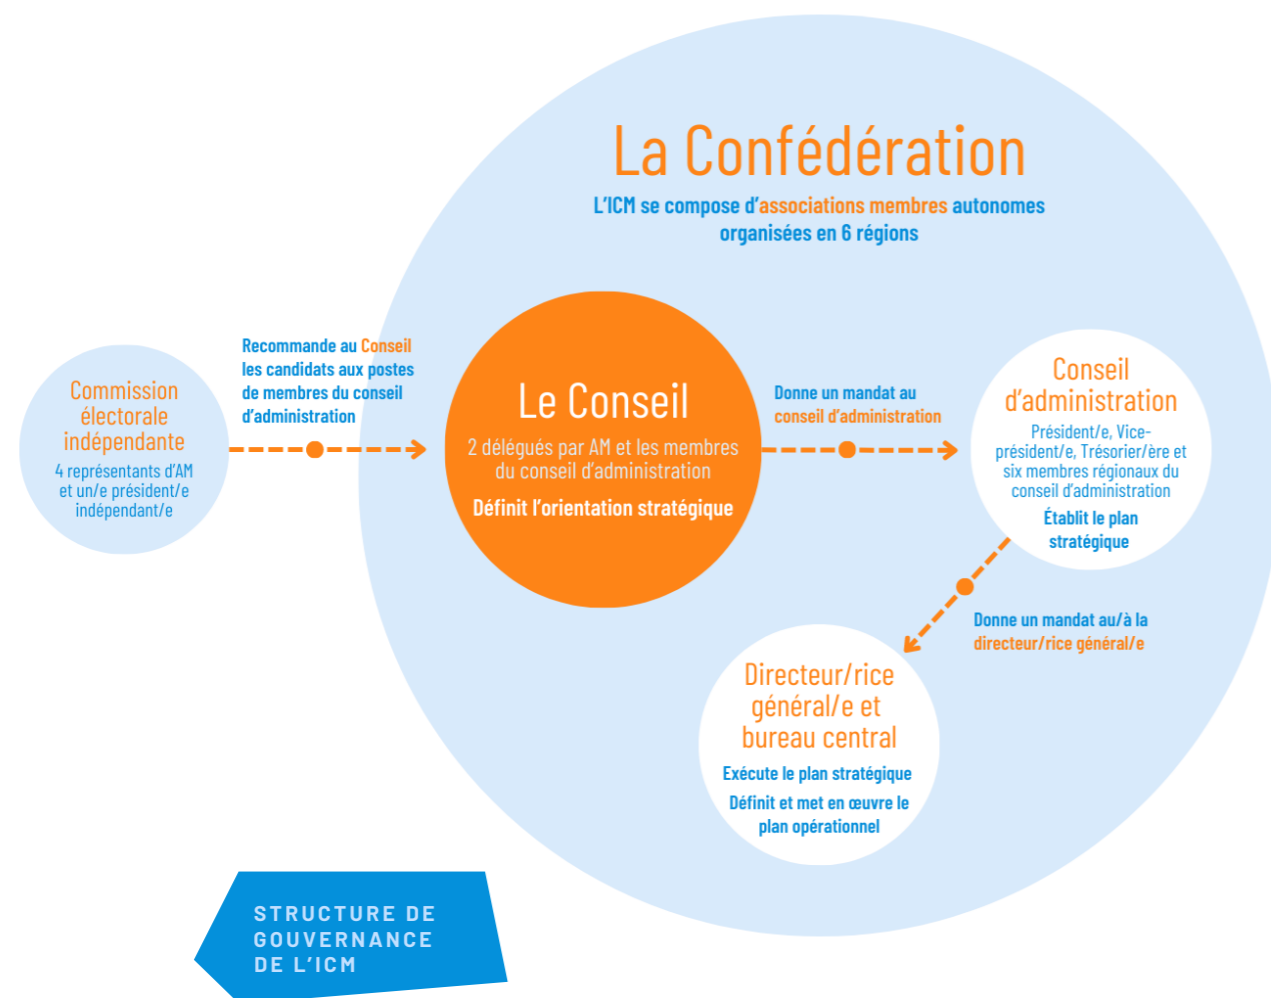 La Confédération
L'ICM se compose d'associations membres autonomes
organisées en 6 régions
Commission
électorale
indépendante
4 représentants d'AM
et un/e président/e
indépendant/e
Recommande au Conseil
les candidats aux postes
de membres du conseil
d'administration
Le Conseil
2 délégués par AM et les membres
du conseil d'administration
Définit l'orientation stratégique
Donne un mandat au
conseil d'administration
Conseil
d'administration
Président/e, Vice-
président/e, Trésorier/ère et
six membres régionaux du
conseil d'administration
Établit le plan
stratégique
Donne un mandat au/à la
directeur/rice général/e
Directeur/rice
général/e et
bureau central
Exécute le plan stratégique
Définit et met en œuvre le
plan opérationnel
STRUCTURE DE
GOUVERNANCE
DE L'ICM